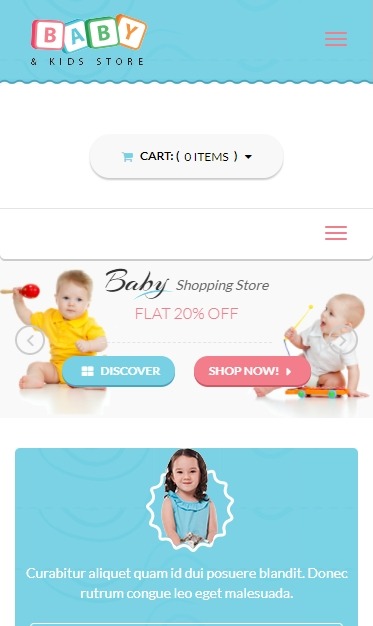 BABY
& KIDS STORE
CART: ( 0 ITEMS )
Baby Shopping Store
FLAT 20% OFF
DISCOVER
SHOP NOW!
Curabitur aliquet quam id dui posuere blandit. Donec
rutrum congue leo eget malesuada.